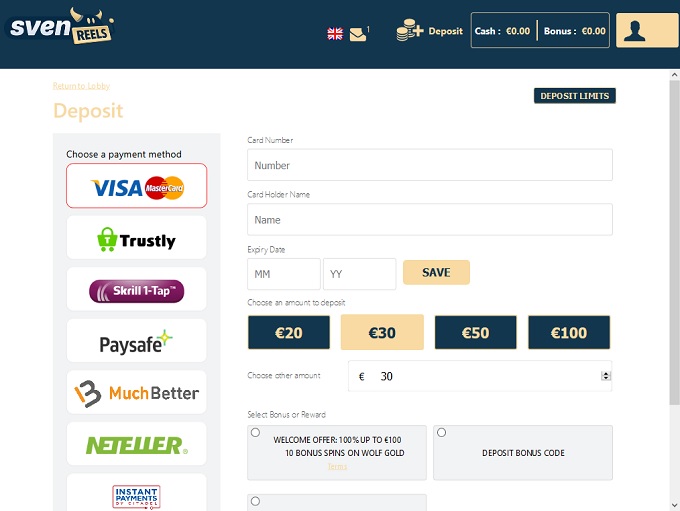 sven
REELS
1
Deposit
Cash : €0.00
Bonus : €0.00
Return to Lobby
Deposit
DEPOSIT LIMITS
Choose a payment method
VISA MasterCard
Trustly
Skrill 1-Tap™
Paysafe
MuchBetter
NETELLER®
INSTANT
PAYMENTS
BY CITADEL
Card Number
Number
Card Holder Name
Name
Expiry Date
MM
YY
SAVE
Choose an amount to deposit
€20
€30
€50
€100
Choose other amount
€ 30
Select Bonus or Reward
WELCOME OFFER: 100% UP TO €100
10 BONUS SPINS ON WOLF GOLD
Terms
DEPOSIT BONUS CODE